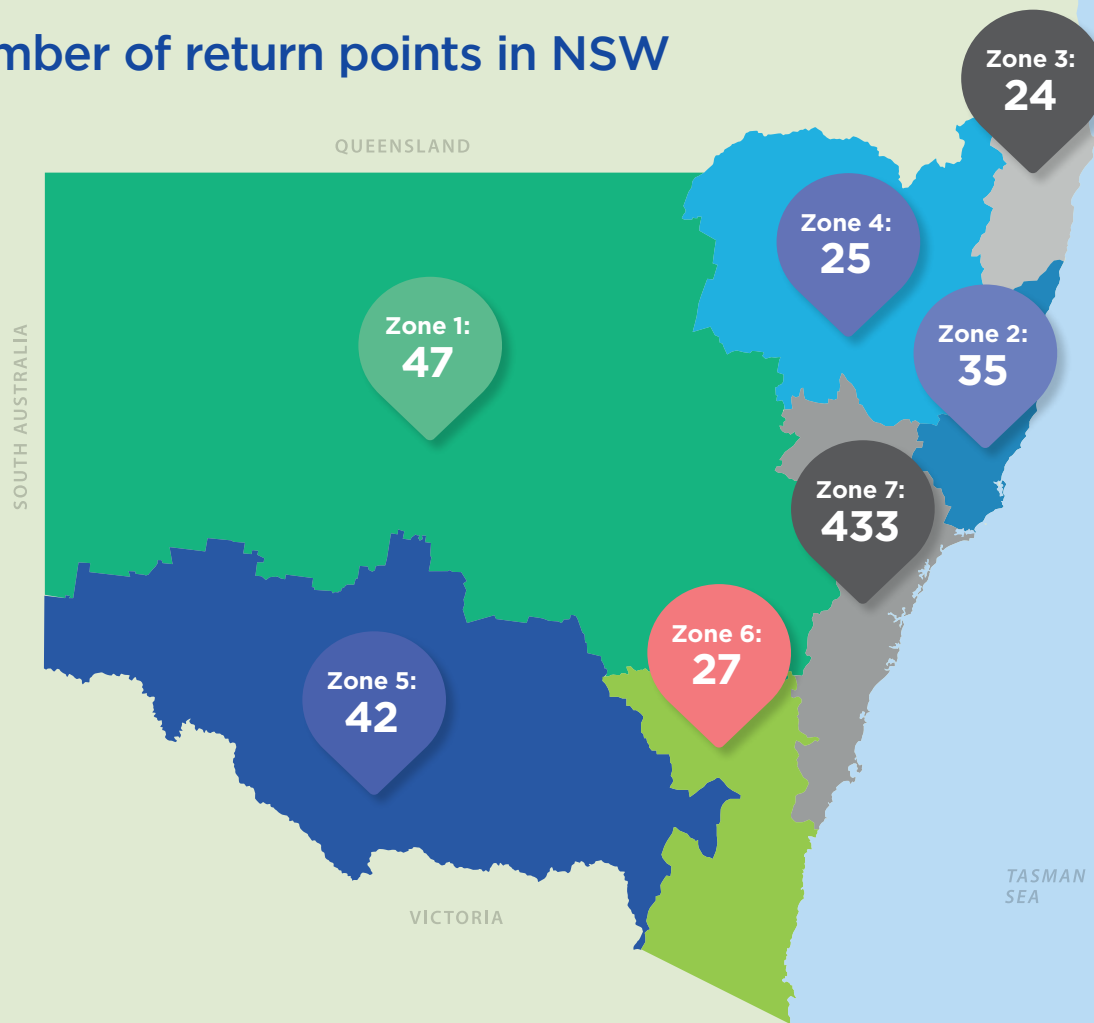 of return points in NSW
Zone 3:
24
QUEENSLAND
Zone 4:
25
Zone 1:
47
Zone 2:
35
SOUTH AUSTRALIA
Zone 7:
433
Zone 6:
27
Zone 5:
42
TASMAN
SEA
VICTORIA